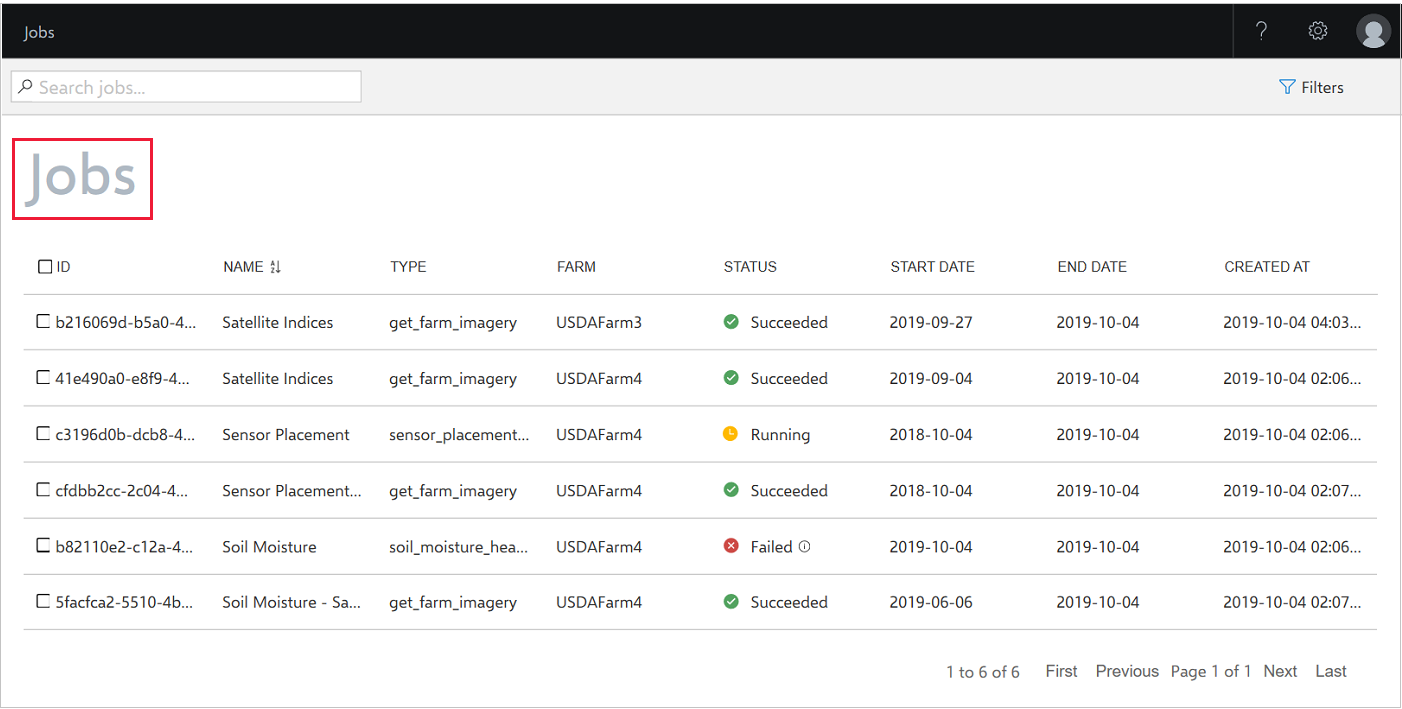 Jobs
Search jobs...
Filters
Jobs
ID NAME TYPE FARM STATUS START DATE END DATE CREATED AT
b216069d-b5a0-4... Satellite Indices get_farm_imagery USDAFarm3 Succeeded 2019-09-27 2019-10-04 2019-10-04 04:03...
41e490a0-e8f9-4... Satellite Indices get_farm_imagery USDAFarm4 Succeeded 2019-09-04 2019-10-04 2019-10-04 02:06...
c3196d0b-dcb8-4... Sensor Placement sensor_placement... USDAFarm4 Running 2018-10-04 2019-10-04 2019-10-04 02:06...
cfdbb2cc-2c04-4... Sensor Placement... get_farm_imagery USDAFarm4 Succeeded 2018-10-04 2019-10-04 2019-10-04 02:07...
b82110e2-c12a-4... Soil Moisture soil_moisture_hea... USDAFarm4 Failed 2019-10-04 2019-10-04 2019-10-04 02:06...
5facfca2-5510-4b... Soil Moisture - Sa... get_farm_imagery USDAFarm4 Succeeded 2019-06-06 2019-10-04 2019-10-04 02:07...
1 to 6 of 6 First Previous Page 1 of 1 Next Last